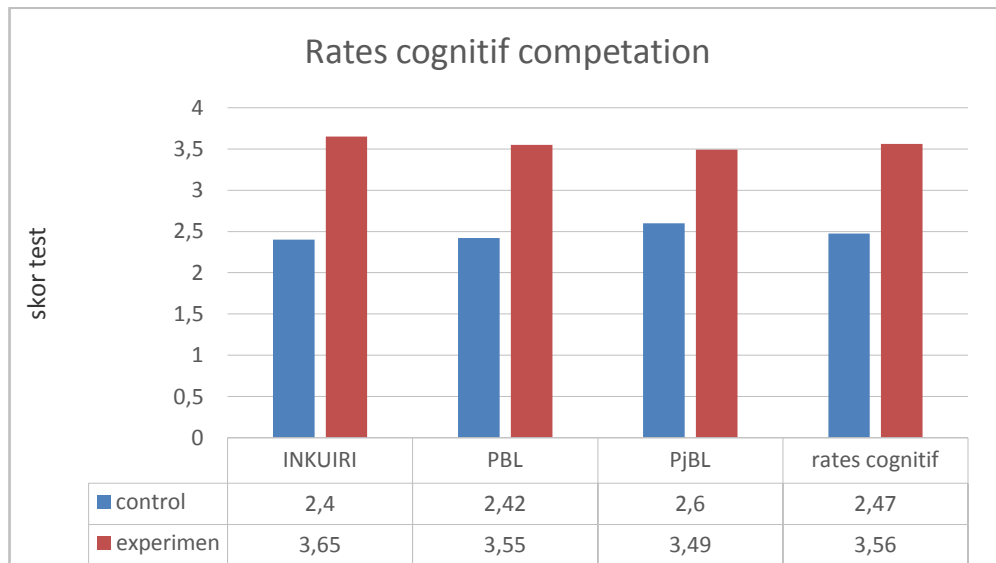 Rates cognitif competation
skor test
4
3,5
3
2,5
2
1,5
1
0,5
0
INKUIRI PBL PjBL rates cognitif
control 2,4 2,42 2,6 2,47
experimen 3,65 3,55 3,49 3,56